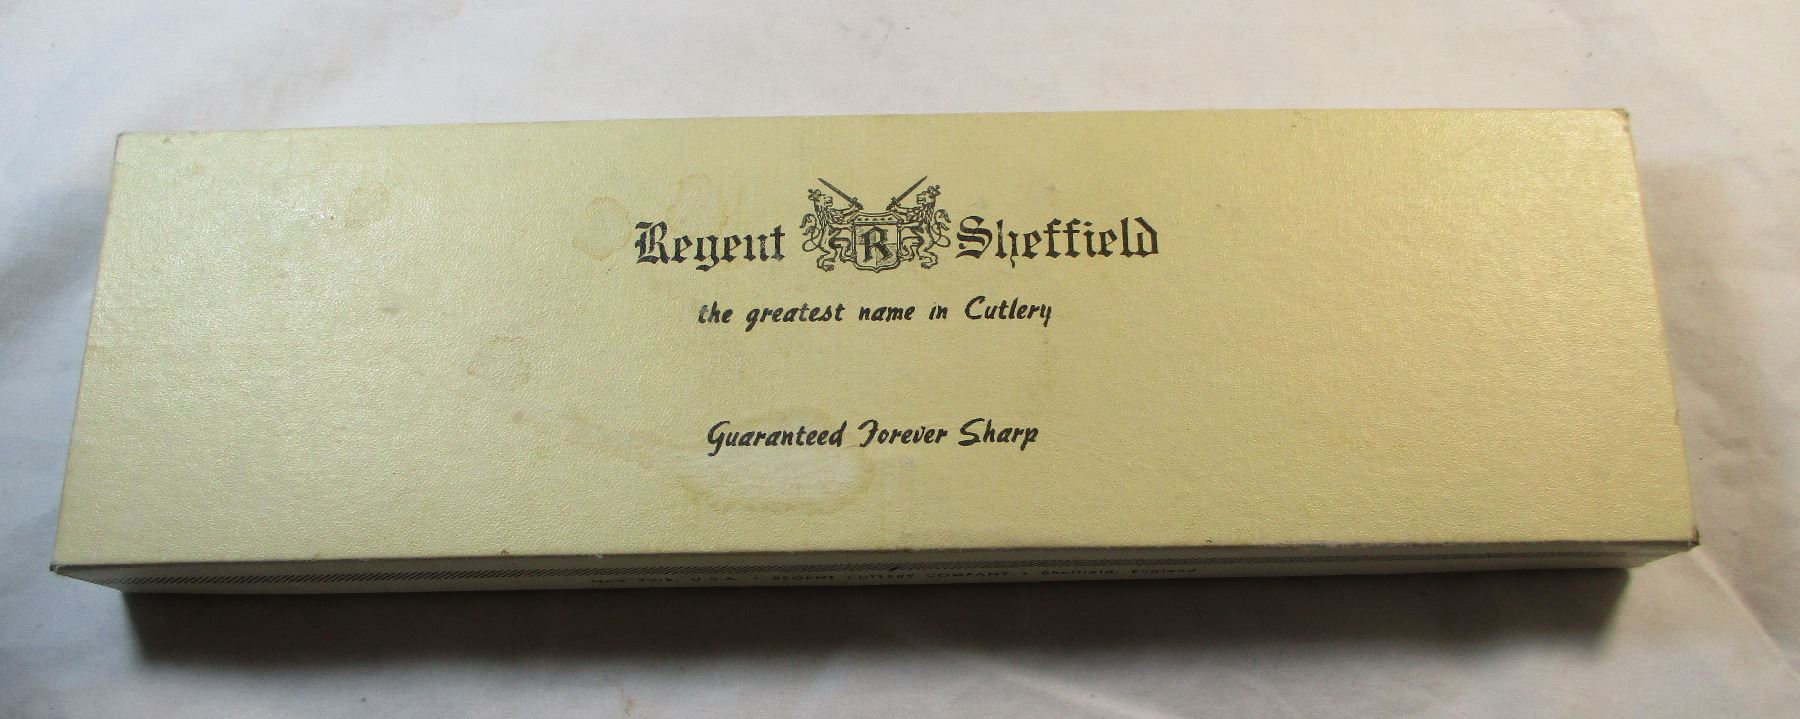 Regent R Sheffield
the greatest name in Cutlery
Guaranteed Forever Sharp
New York, U.S.A. • REGENT CUTLERY COMPANY • Sheffield, England